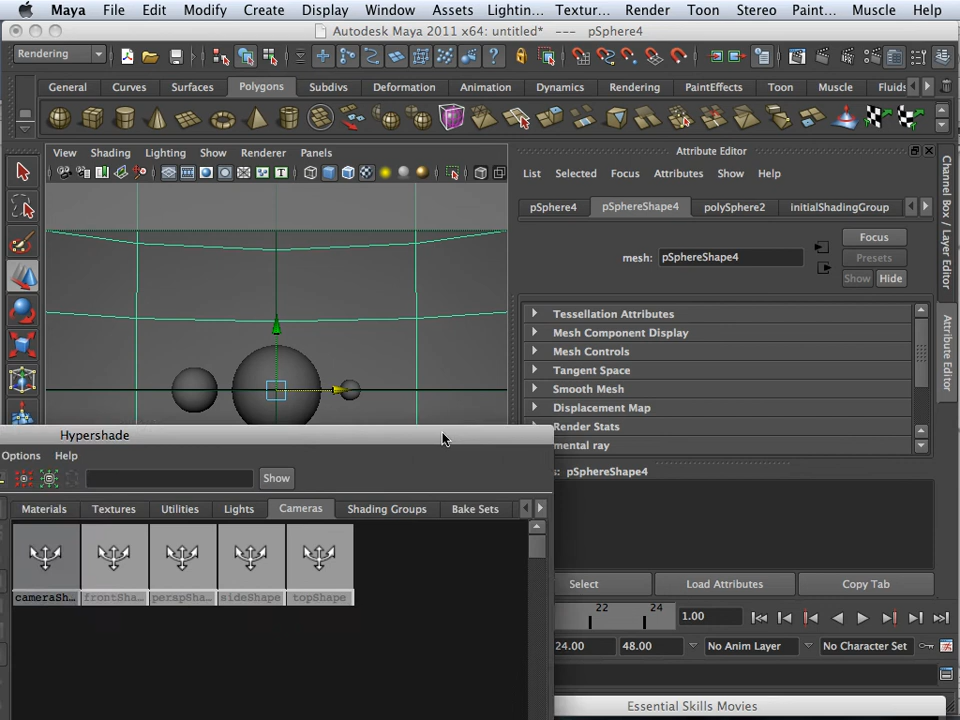 Maya File Edit Modify Create Display Window Assets Lightin... Textur... Render Toon Stereo Paint... Muscle Help
Autodesk Maya 2011 x64: untitled* --- pSphere4
Rendering
General Curves Surfaces Polygons Subdivs Deformation Animation Dynamics Rendering PaintEffects Toon Muscle Fluids
View Shading Lighting Show Renderer Panels
Attribute Editor
List Selected Focus Attributes Show Help
pSphere4 pSphereShape4 polySphere2 initialShadingGroup
Focus
mesh: pSphereShape4
Presets
Show Hide
Tessellation Attributes
Mesh Component Display
Mesh Controls
Tangent Space
Smooth Mesh
Displacement Map
Render Stats
mental ray
Channel Box / Layer Editor
Attribute Editor
Hypershade
Options Help
Show
Materials Textures Utilities Lights Cameras Shading Groups Bake Sets
cameraSh... frontSha... perspSha... sideShape topShape
s: pSphereShape4
Select Load Attributes Copy Tab
22 24 1.00
24.00 48.00 No Anim Layer No Character Set
Essential Skills Movies